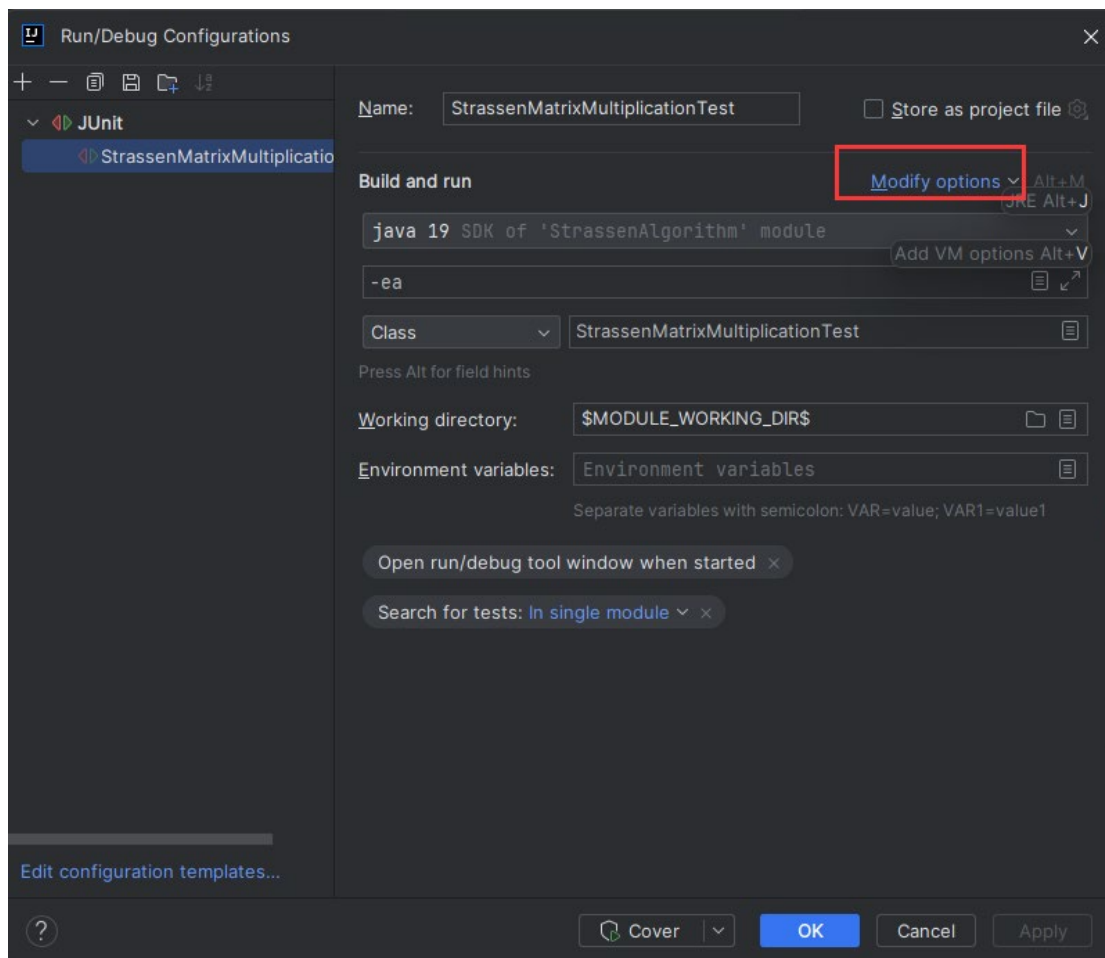 IJ
Run/Debug Configurations
JUnit
StrassenMatrixMultiplicatio
Edit configuration templates...
Name: StrassenMatrixMultiplicationTest Store as project file
Build and run Modify options Alt+M
JRE Alt+J
java 19 SDK of 'StrassenAlgorithm' module
Add VM options Alt+V
-ea
Class StrassenMatrixMultiplicationTest
Press Alt for field hints
Working directory: $MODULE_WORKING_DIR$
Environment variables: Environment variables
Separate variables with semicolon: VAR=value; VAR1=value1
Open run/debug tool window when started
Search for tests: In single module
? Cover OK Cancel Apply